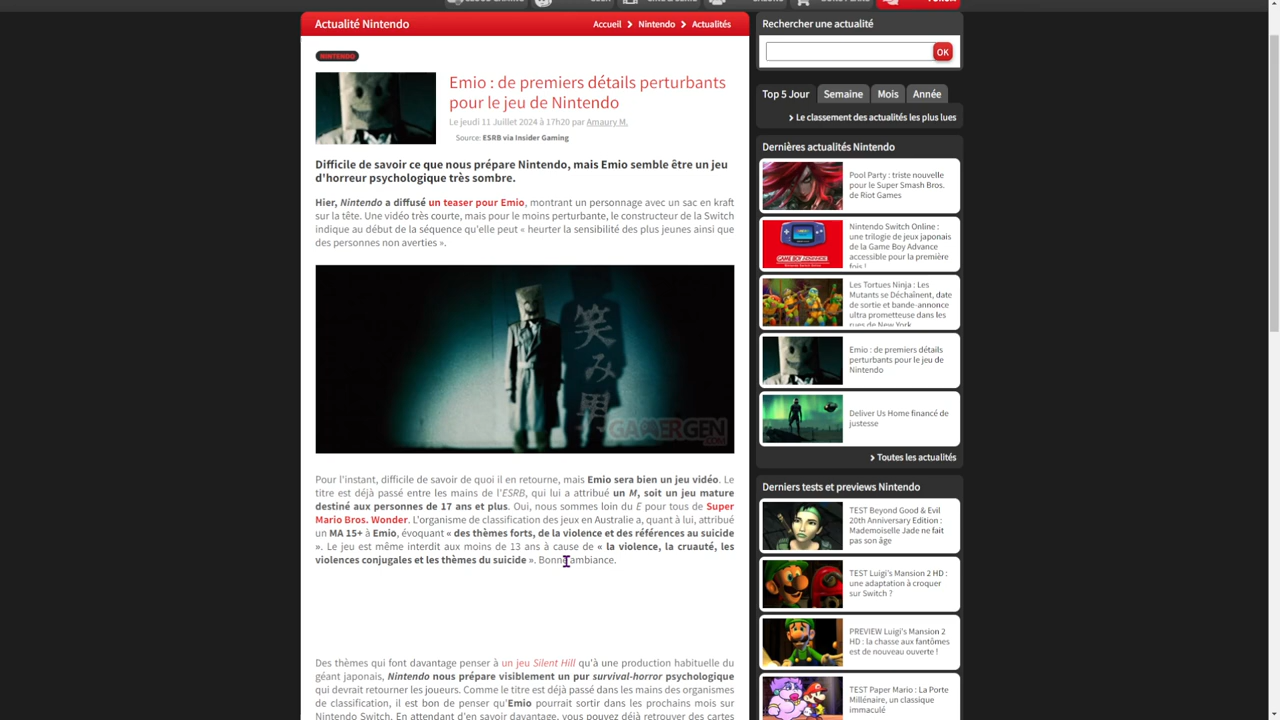 Actualité Nintendo
Accueil
Nintendo
Actualités
NINTENDO
Emio : de premiers détails perturbants
pour le jeu de Nintendo
Le jeudi 11 Juillet 2024 à 17h20 par Amaury M.
Source: ESRB via Insider Gaming
Difficile de savoir ce que nous prépare Nintendo, mais Emio semble être un jeu
d'horreur psychologique très sombre.
Hier, Nintendo a diffusé un teaser pour Emio, montrant un personnage avec un sac en kraft
sur la tête. Une vidéo très courte, mais pour le moins perturbante, le constructeur de la Switch
indique au début de la séquence qu'elle peut « heurter la sensibilité des plus jeunes ainsi que
des personnes non averties ».
笑み男
GAMERGEN
.COM
Pour l'instant, difficile de savoir de quoi il en retourne, mais Emio sera bien un jeu vidéo. Le
titre est déjà passé entre les mains de l'ESRB, qui lui a attribué un M, soit un jeu mature
destiné aux personnes de 17 ans et plus. Oui, nous sommes loin du E pour tous de Super
Mario Bros. Wonder. L'organisme de classification des jeux en Australie a, quant à lui, attribué
un MA 15+ à Emio, évoquant « des thèmes forts, de la violence et des références au suicide
». Le jeu est même interdit aux moins de 13 ans à cause de « la violence, la cruauté, les
violences conjugales et les thèmes du suicide ». Bonne ambiance.
Des thèmes qui font davantage penser à un jeu Silent Hill qu'à une production habituelle du
géant japonais, Nintendo nous prépare visiblement un pur survival-horror psychologique
qui devrait retourner les joueurs. Comme le titre est déjà passé dans les mains des organismes
de classification, il est bon de penser qu'Emio pourrait sortir dans les prochains mois sur
Nintendo Switch. En attendant d'en savoir davantage, vous pouvez déjà retrouver des cartes
Rechercher une actualité
OK
Top 5 Jour
Semaine
Mois
Année
Le classement des actualités les plus lues
Dernières actualités Nintendo
Pool Party : triste nouvelle
pour le Super Smash Bros.
de Riot Games
Nintendo Switch Online :
une trilogie de jeux japonais
de la Game Boy Advance
accessible pour la première
fois !
Les Tortues Ninja : Les
Mutants se Déchaînent, date
de sortie et bande-annonce
ultra prometteuse dans les
rues de New York
Emio : de premiers détails
perturbants pour le jeu de
Nintendo
Deliver Us Home financé de
justesse
Toutes les actualités
Derniers tests et previews Nintendo
TEST Beyond Good & Evil
20th Anniversary Edition :
Mademoiselle Jade ne fait
pas son âge
TEST Luigi's Mansion 2 HD :
une adaptation à croquer
sur Switch ?
PREVIEW Luigi's Mansion 2
HD : la chasse aux fantômes
est de nouveau ouverte !
TEST Paper Mario : La Porte
Millénaire, un classique
immaculé